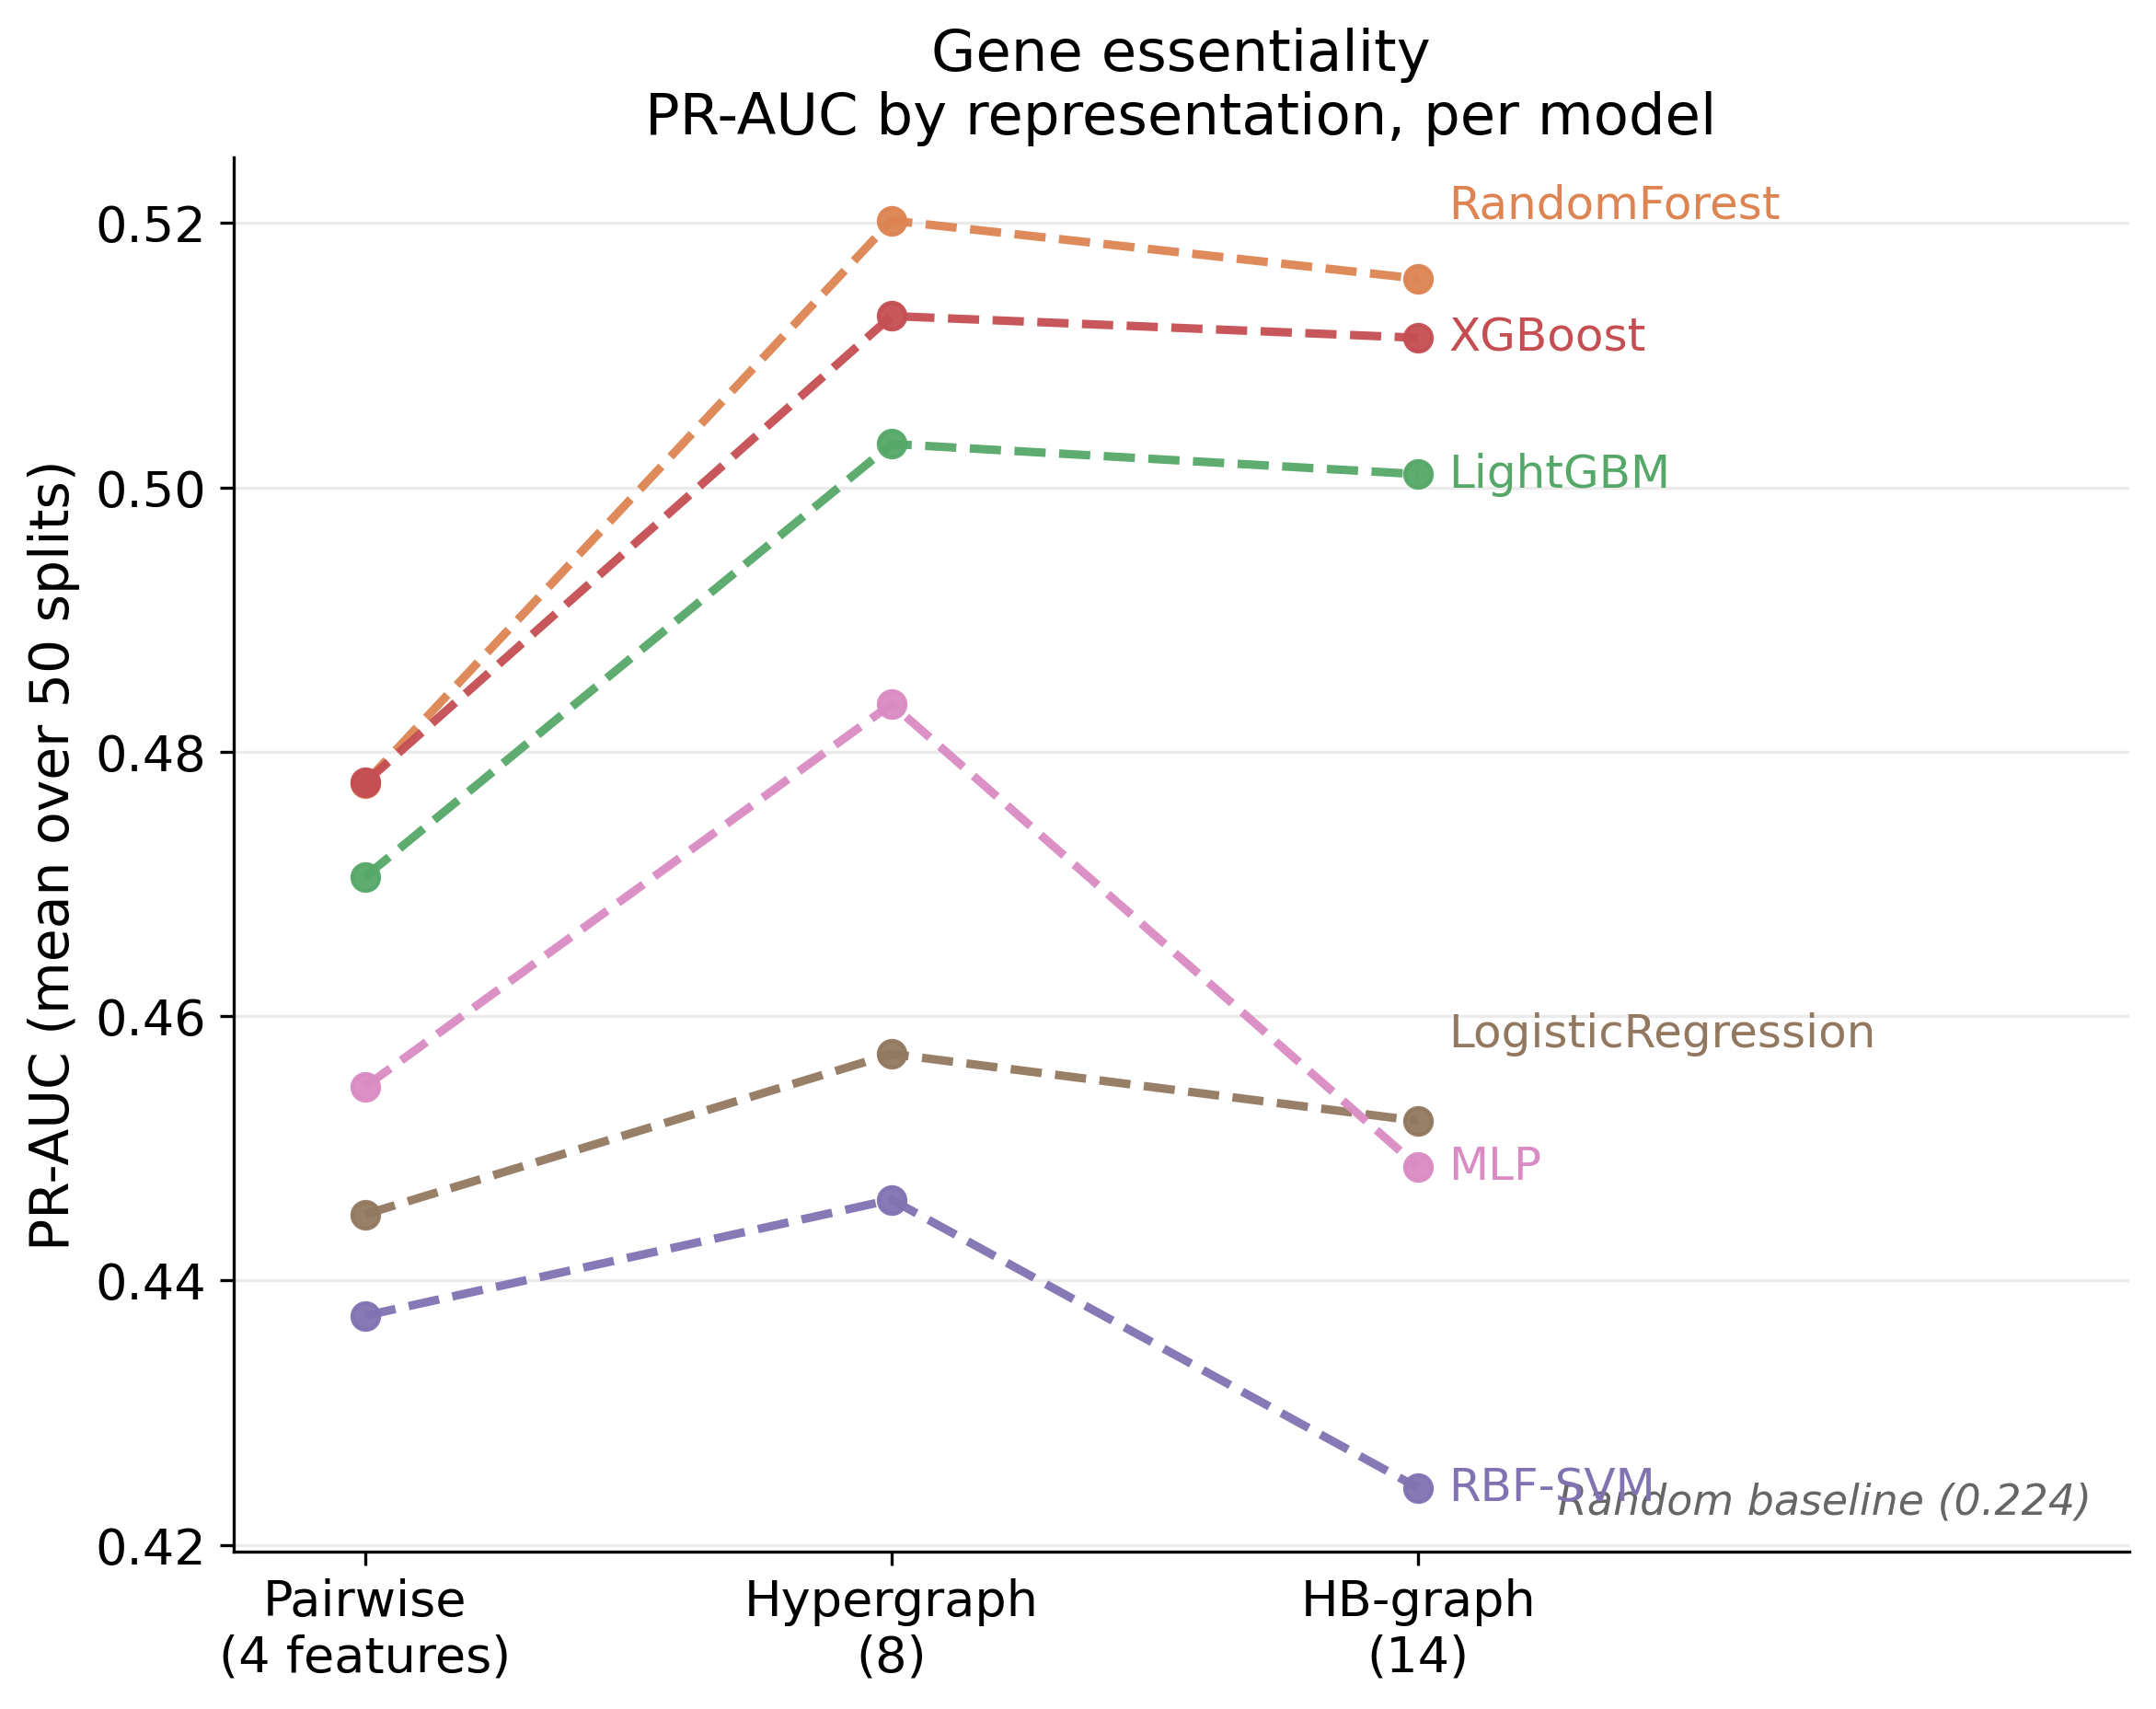 Gene essentiality
PR-AUC by representation, per model
PR-AUC (mean over 50 splits)
0.52
0.50
0.48
0.46
0.44
0.42
RandomForest
XGBoost
LightGBM
LogisticRegression
MLP
RBF-SVM
Random baseline (0.224)
Pairwise
(4 features)
Hypergraph
(8)
HB-graph
(14)